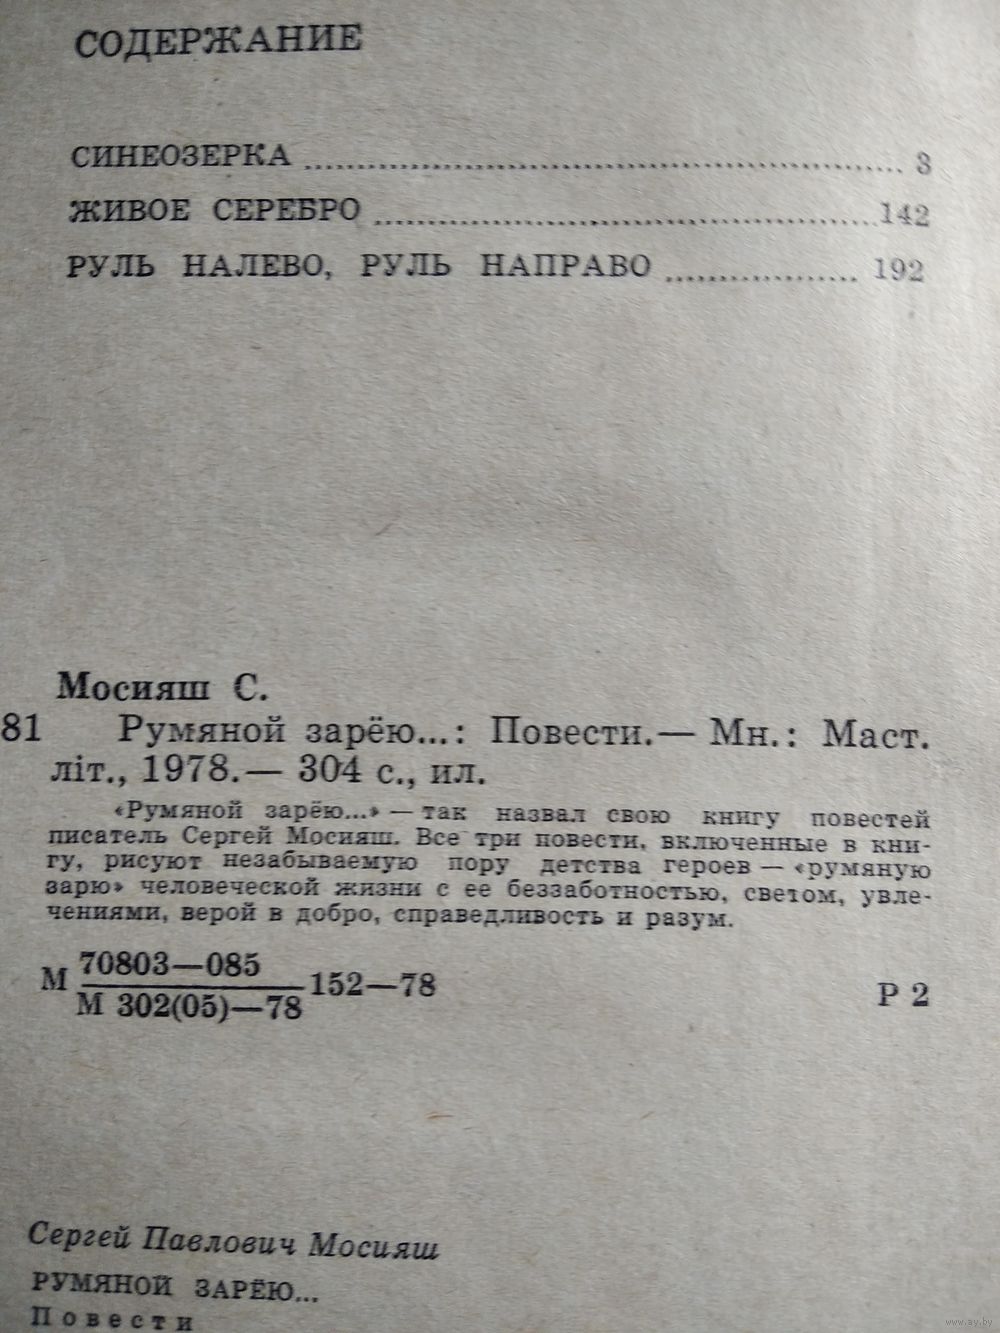 СОДЕРЖАНИЕ
СИНЕОЗЕРКА ........................................................ 3
ЖИВОЕ СЕРЕБРО ................................................ 142
РУЛЬ НАЛЕВО, РУЛЬ НАПРАВО .................. 192
Мосияш С.
81 Румяной зарёю...: Повести.— Мн.: Маст.
літ., 1978.— 304 с., ил.
«Румяной зарёю...» — так назвал свою книгу повестей
писатель Сергей Мосияш. Все три повести, включенные в кни-
гу, рисуют незабываемую пору детства героев — «румяную
зарю» человеческой жизни с ее беззаботностью, светом, увле-
чениями, верой в добро, справедливость и разум.
М 70803—085
М 302(05)—78 152—78 Р 2
Сергей Павлович Мосияш
РУМЯНОЙ ЗАРЁЮ...
Повести
www.ay.by